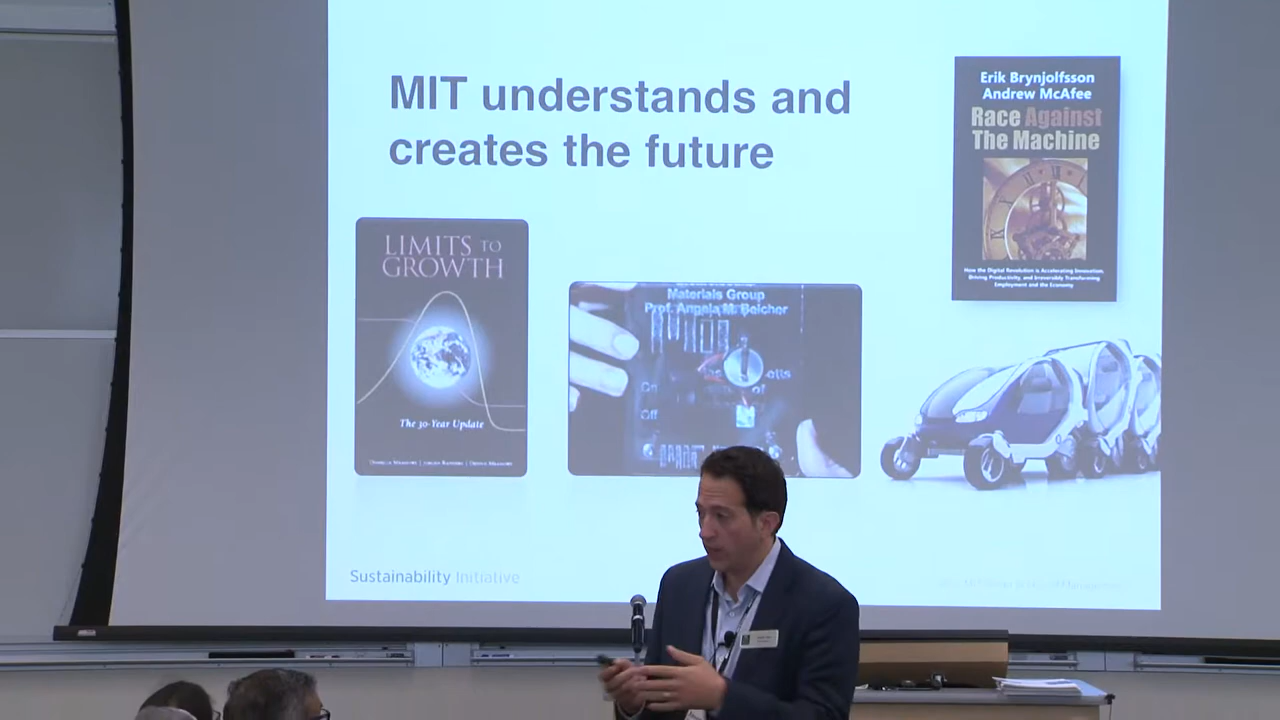 MIT understands and
creates the future
Erik Brynjolfsson
Andrew McAfee
Race Against
The Machine
How the Digital Revolution is Accelerating Innovation,
Driving Productivity, and Irreversibly Transforming
Employment and the Economy
LIMITS TO
GROWTH
The 30-Year Update
Materials Group
Prof. Angela M. Belcher
of
Sustainability Initiative